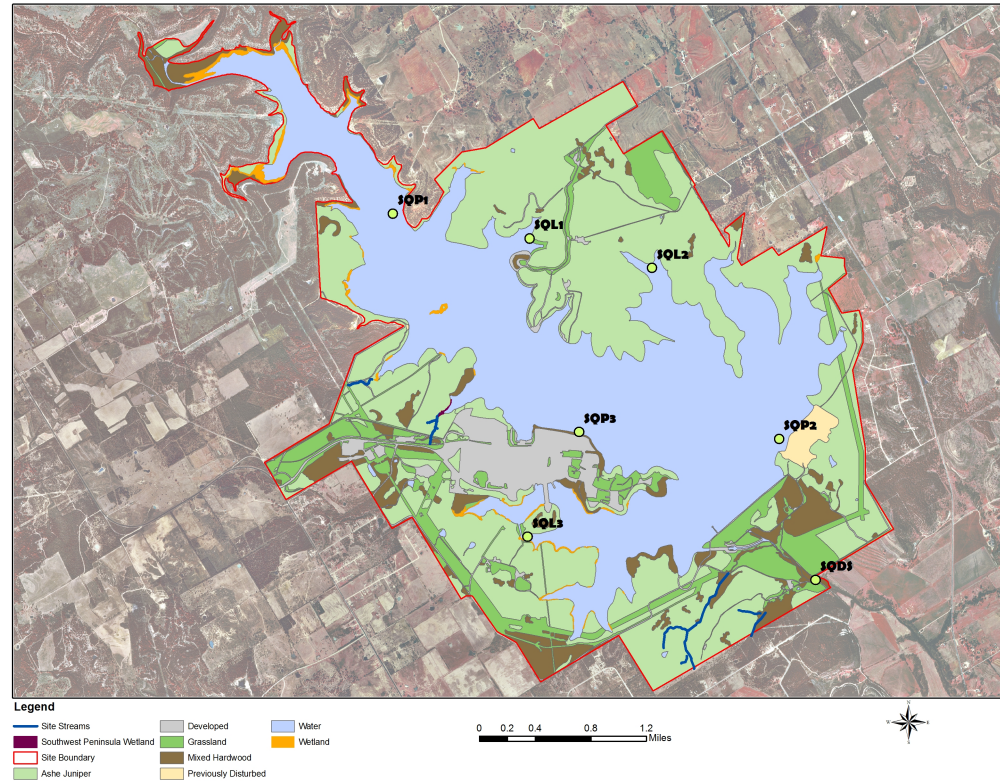 SQP1
SQL1
SQL2
SQP3
SQP2
SQL3
SQDS
Legend
Site Streams
Southwest Peninsula Wetland
Site Boundary
Ashe Juniper
Developed
Grassland
Mixed Hardwood
Previously Disturbed
Water
Wetland
0 0.2 0.4 0.8 1.2
Miles
N
W E
S